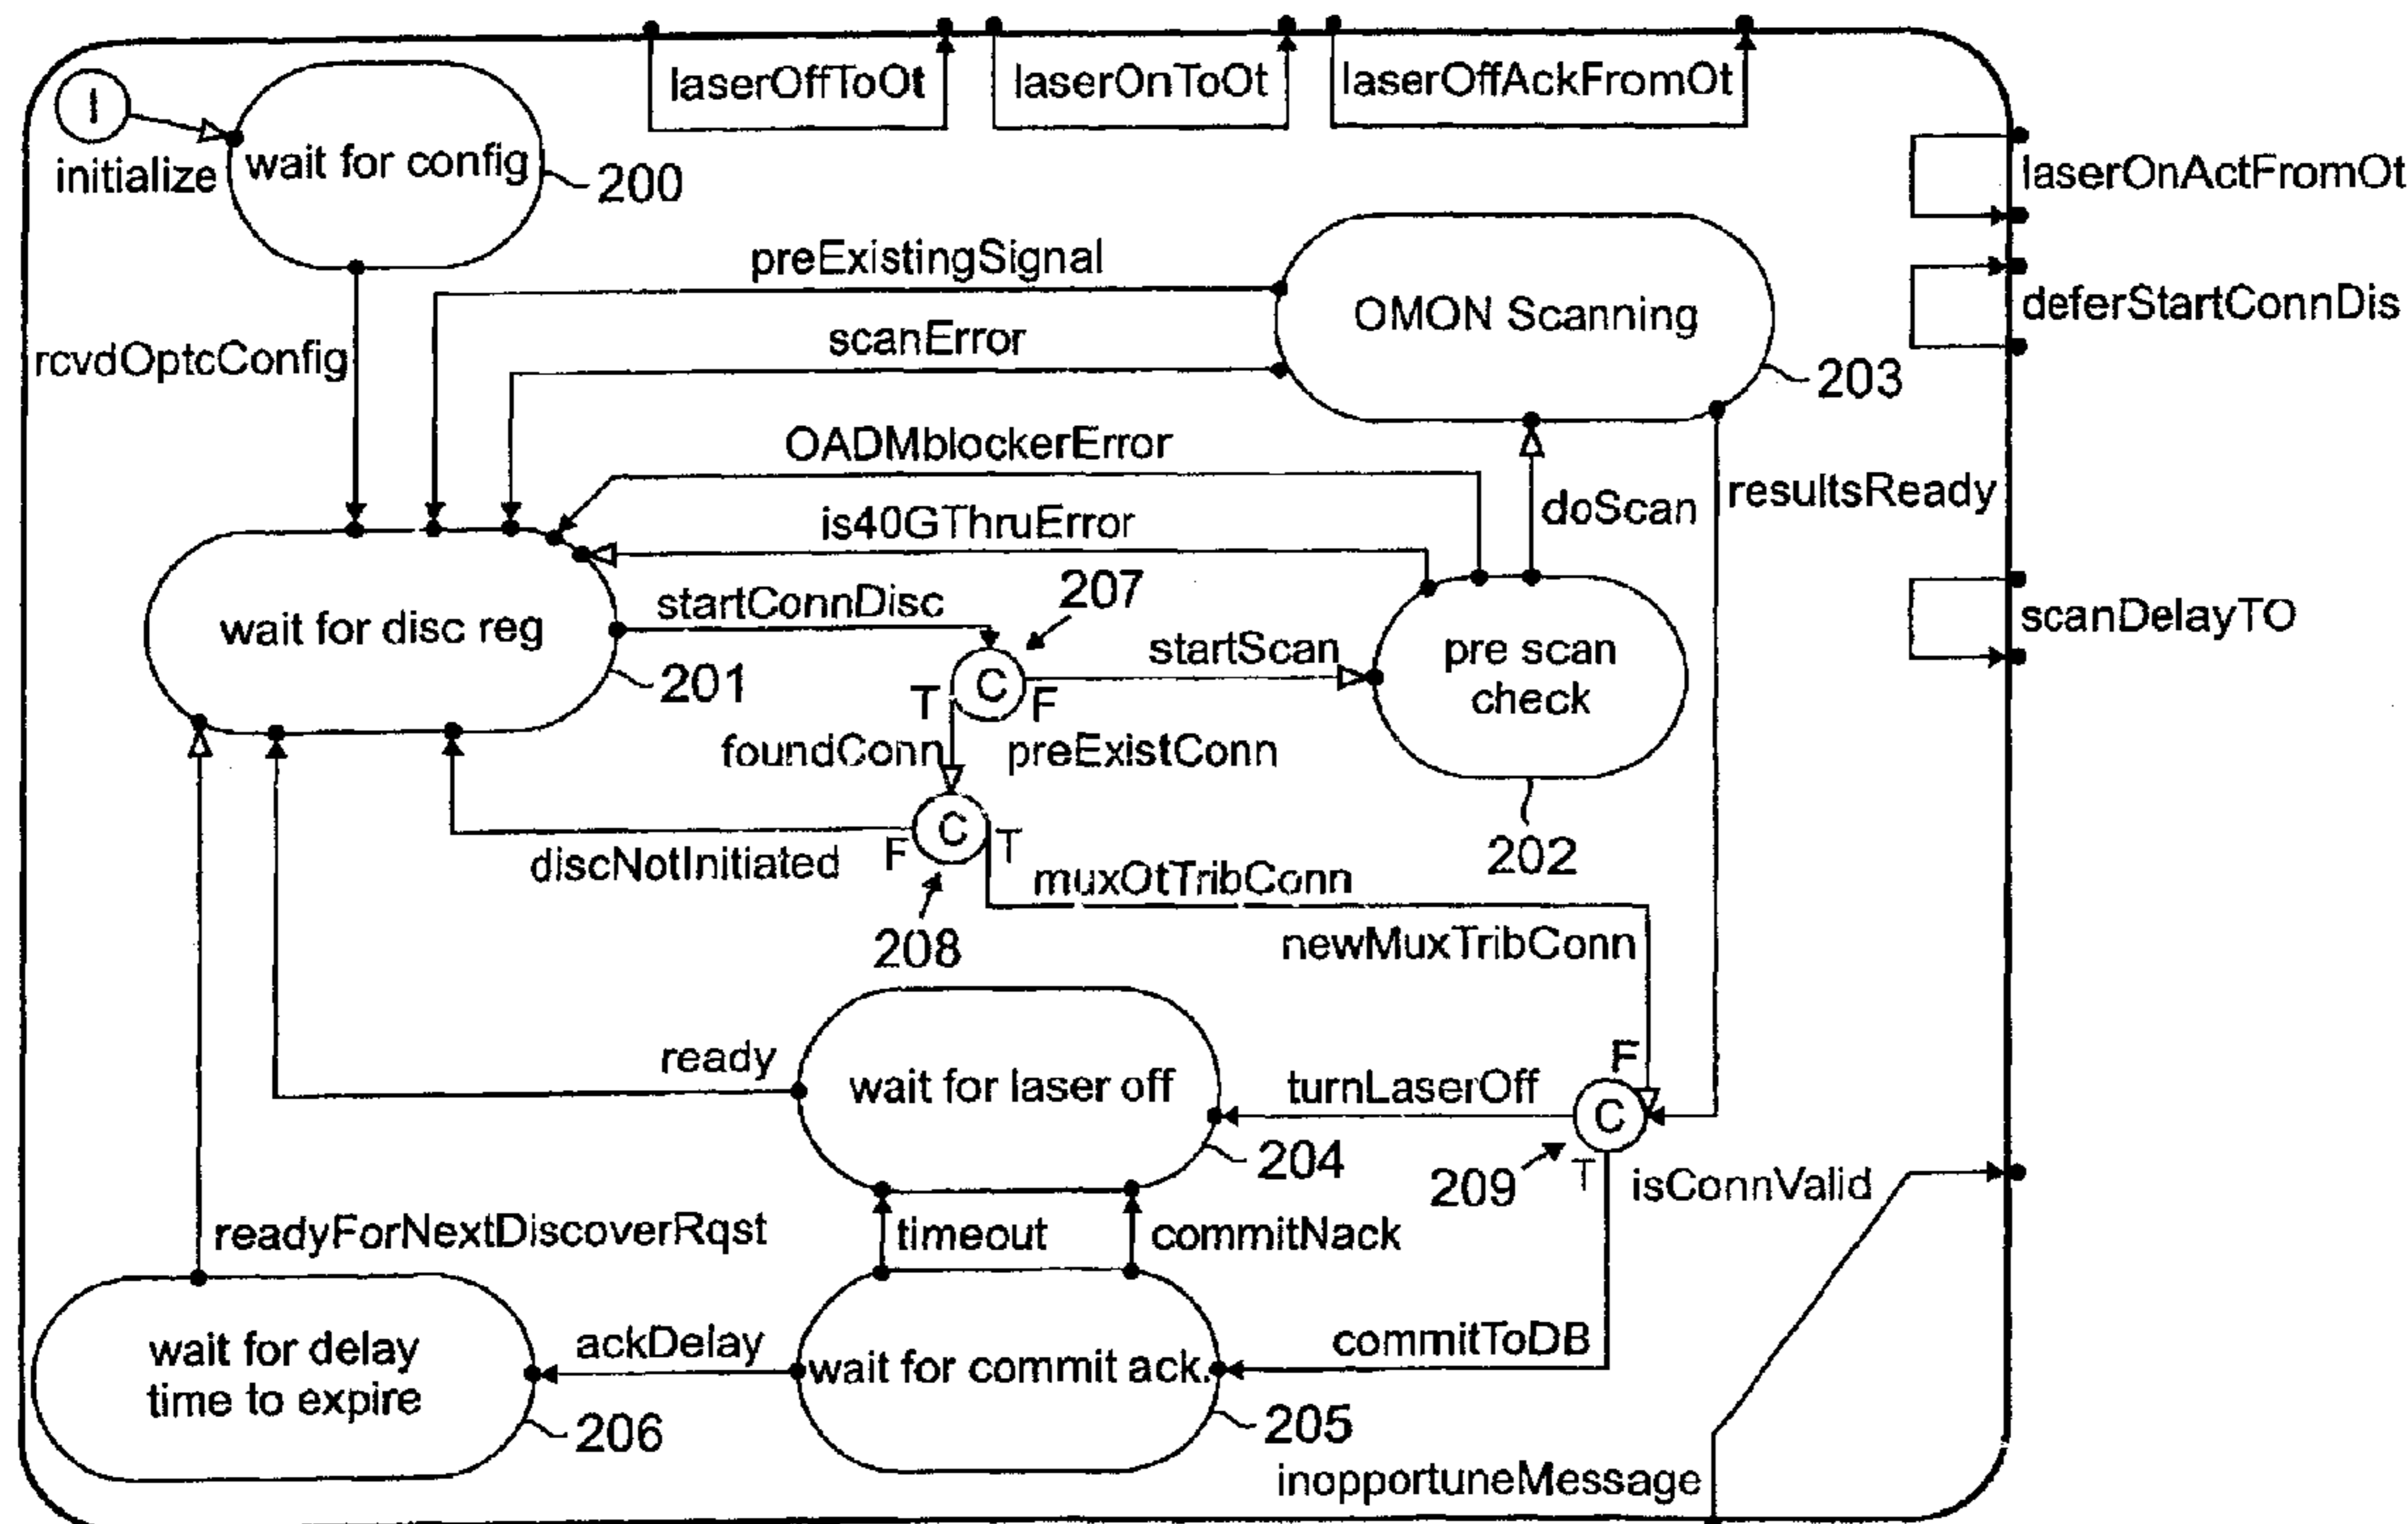 laserOffToOt
laserOnToOt
laserOffAckFromOt
I
initialize
wait for config
200
laserOnActFromOt
preExistingSignal
OMON Scanning
deferStartConnDis
rcvdOptcConfig
scanError
203
OADMblockerError
doScan
resultsReady
is40GThruError
207
startConnDisc
scanDelayTO
wait for disc reg
201
startScan
pre scan
check
C
T
F
foundConn
preExistConn
202
C
F
T
discNotInitiated
muxOtTribConn
208
newMuxTribConn
ready
wait for laser off
turnLaserOff
F
C
204
209
T
isConnValid
readyForNextDiscoverRqst
timeout
commitNack
wait for delay
time to expire
ackDelay
wait for commit ack.
commitToDB
206
205
inopportuneMessage